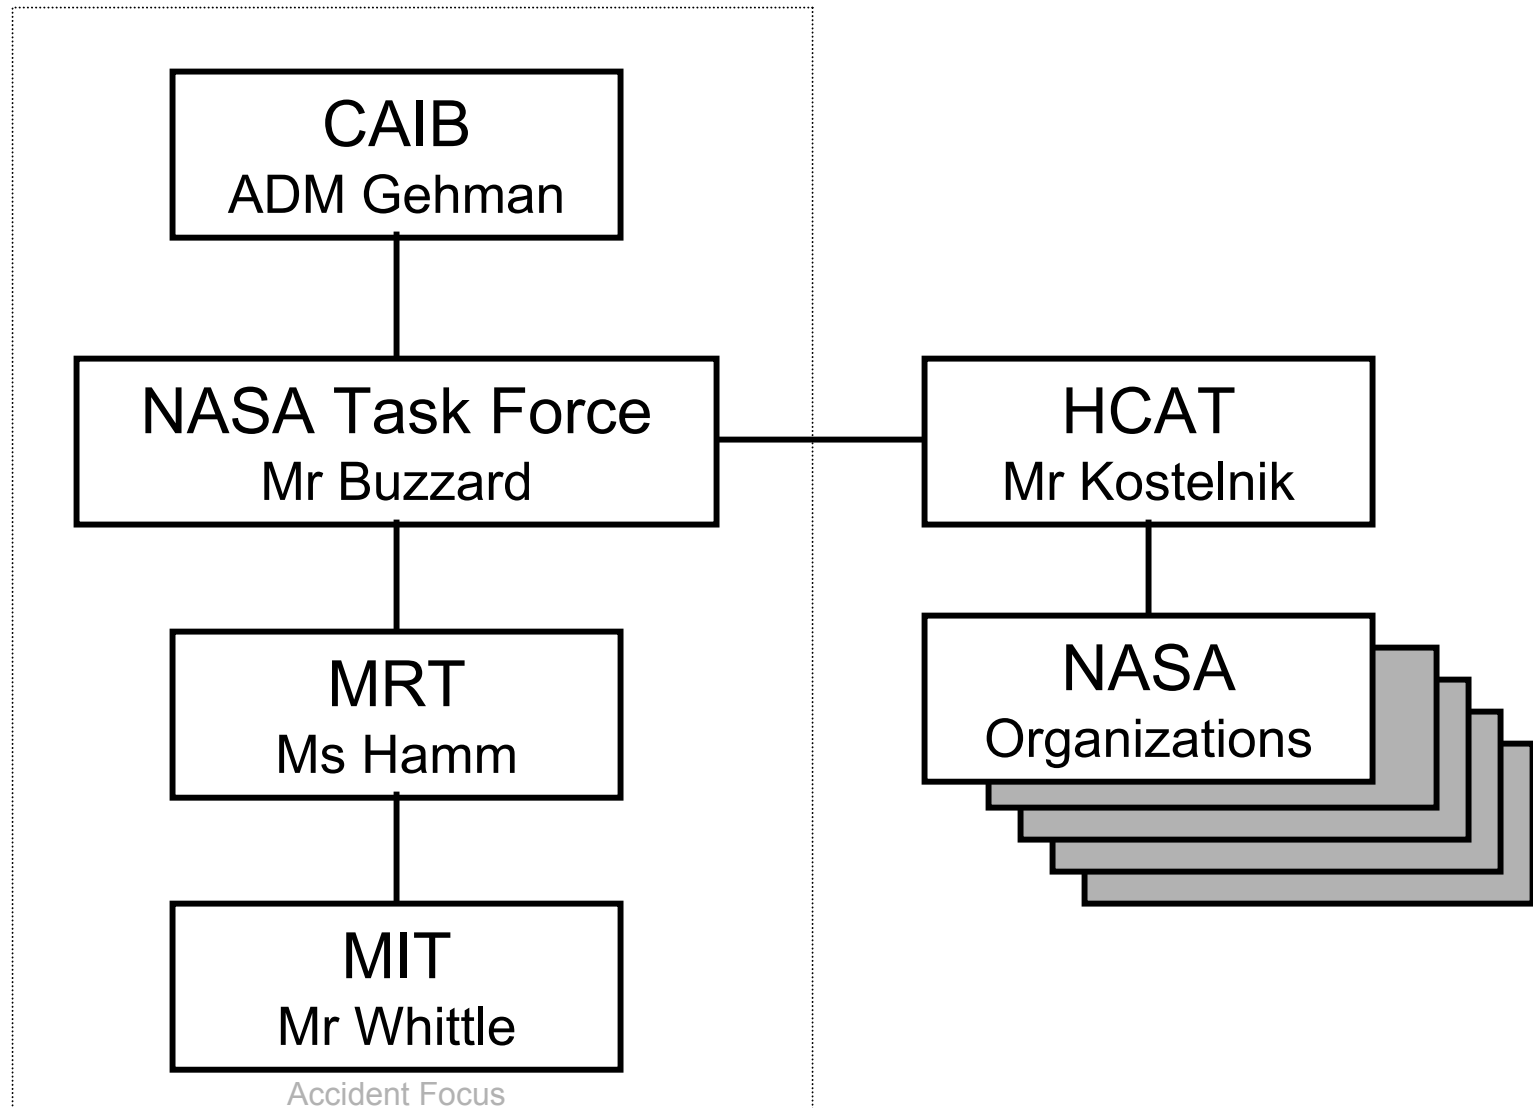 CAIB
ADM Gehman
NASA Task Force
Mr Buzzard
HCAT
Mr Kostelnik
MRT
Ms Hamm
NASA
Organizations
MIT
Mr Whittle
Accident Focus